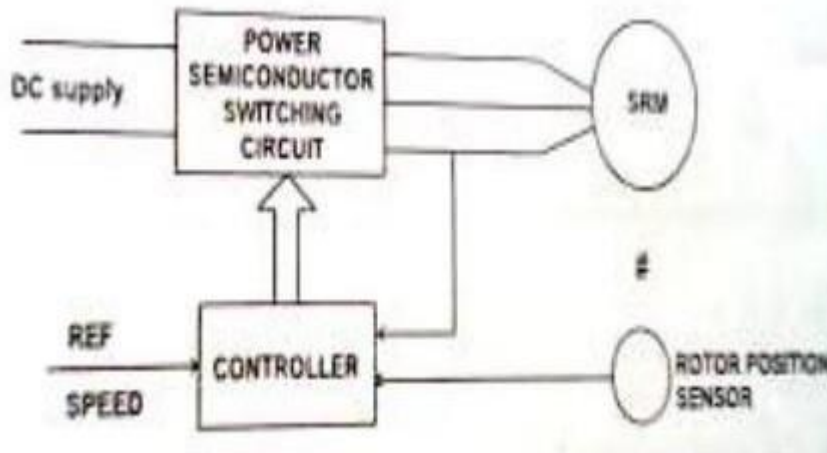 POWER
SEMICONDUCTOR
SWITCHING
CIRCUIT
DC supply
SRM
#
REF
SPEED
CONTROLLER
ROTOR POSITION
SENSOR